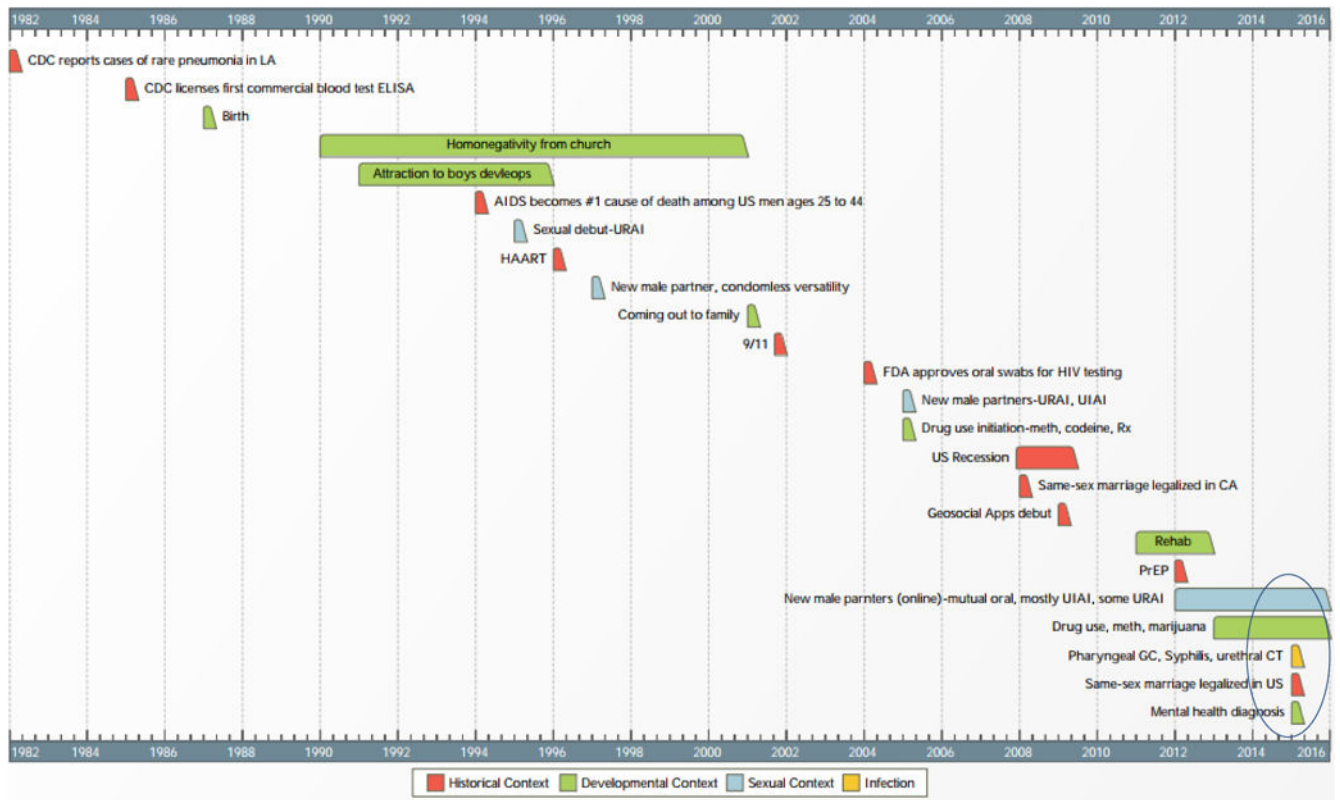 1982 1984 1986 1988 1990 1992 1994 1996 1998 2000 2002 2004 2006 2008 2010 2012 2014 2016
CDC reports cases of rare pneumonia in LA
CDC licenses first commercial blood test ELISA
Birth
Homonegativity from church
Attraction to boys devleops
AIDS becomes #1 cause of death among US men ages 25 to 44
Sexual debut-URAI
HAART
New male partner, condomless versatility
Coming out to family
9/11
FDA approves oral swabs for HIV testing
New male partners-URAI, UIAI
Drug use initiation-meth, codeine, Rx
US Recession
Same-sex marriage legalized in CA
Geosocial Apps debut
Rehab
PrEP
New male parnters (online)-mutual oral, mostly UIAI, some URAI
Drug use, meth, marijuana
Pharyngeal GC, Syphilis, urethral CT
Same-sex marriage legalized in US
Mental health diagnosis
1982 1984 1986 1988 1990 1992 1994 1996 1998 2000 2002 2004 2006 2008 2010 2012 2014 2016
Historical Context Developmental Context Sexual Context Infection